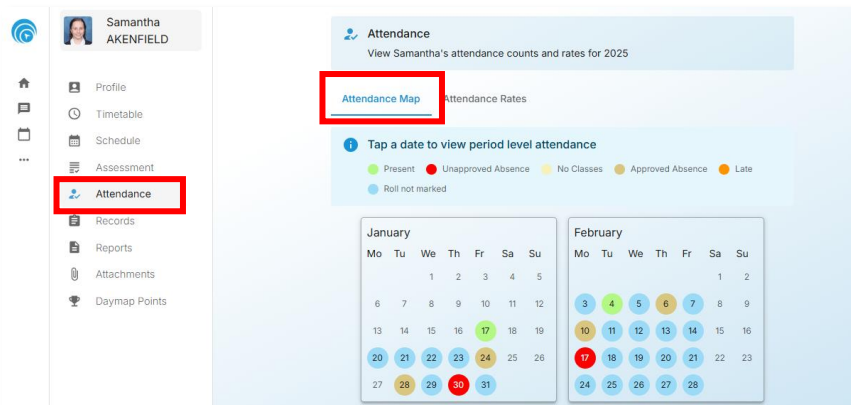 Samantha
AKENFIELD
Profile
Timetable
Schedule
Assessment
Attendance
Records
Reports
Attachments
Daymap Points
Attendance
View Samantha's attendance counts and rates for 2025
Attendance Map Attendance Rates
Tap a date to view period level attendance
Present Unapproved Absence No Classes Approved Absence Late
Roll not marked
January
Mo Tu We Th Fr Sa Su
1 2 3 4 5
6 7 8 9 10 11 12
13 14 15 16 17 18 19
20 21 22 23 24 25 26
27 28 29 30 31
February
Mo Tu We Th Fr Sa Su
1 2
3 4 5 6 7 8 9
10 11 12 13 14 15 16
17 18 19 20 21 22 23
24 25 26 27 28